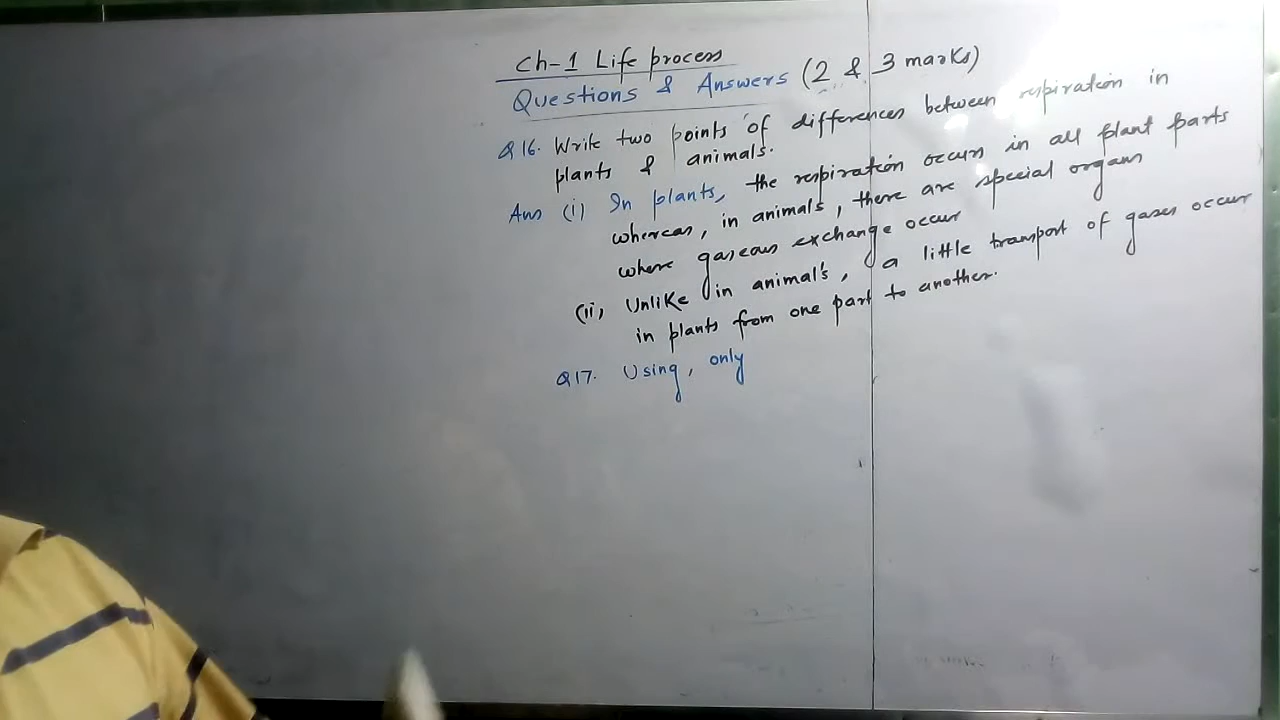 Ch-1 Life process
Questions & Answers (2 & 3 marks)
Q16. Write two points of differences between respiration in
plants & animals.
Ans (i) In plants, the respiration occurs in all plant parts
whereas, in animals, there are special organs
where gaseous exchange occur
(ii) Unlike in animal's, a little transport of gases occur
in plants from one part to another.
Q17. Using, only